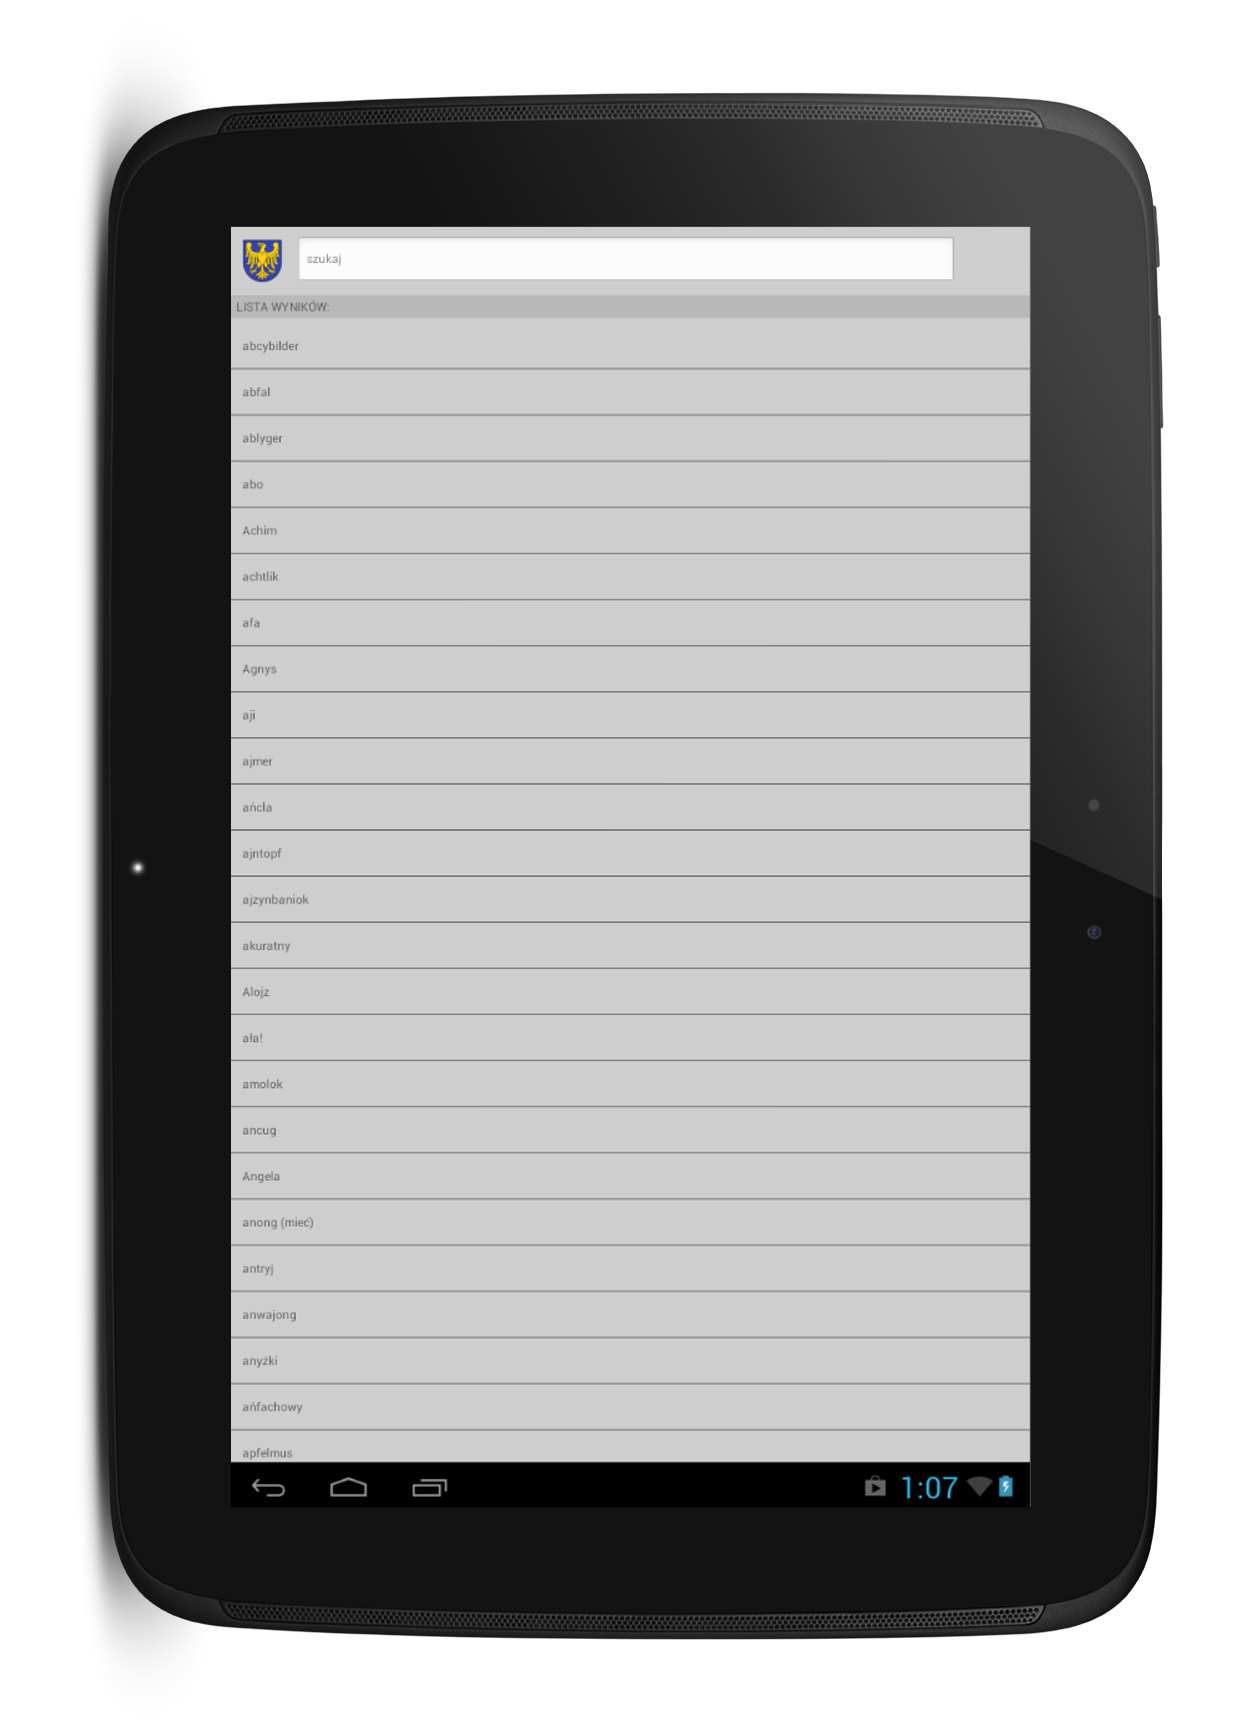 szukaj
LISTA WYNIKÓW:
abcybilder
abfal
ablyger
abo
Achim
achtlik
afa
Agnys
aji
ajmer
ańcla
ajntopf
ajzynbaniok
akuratny
Alojz
ała!
amolok
ancug
Angela
anong (mieć)
antryj
anwajong
anyżki
ańfachowy
apfelmus
1:07